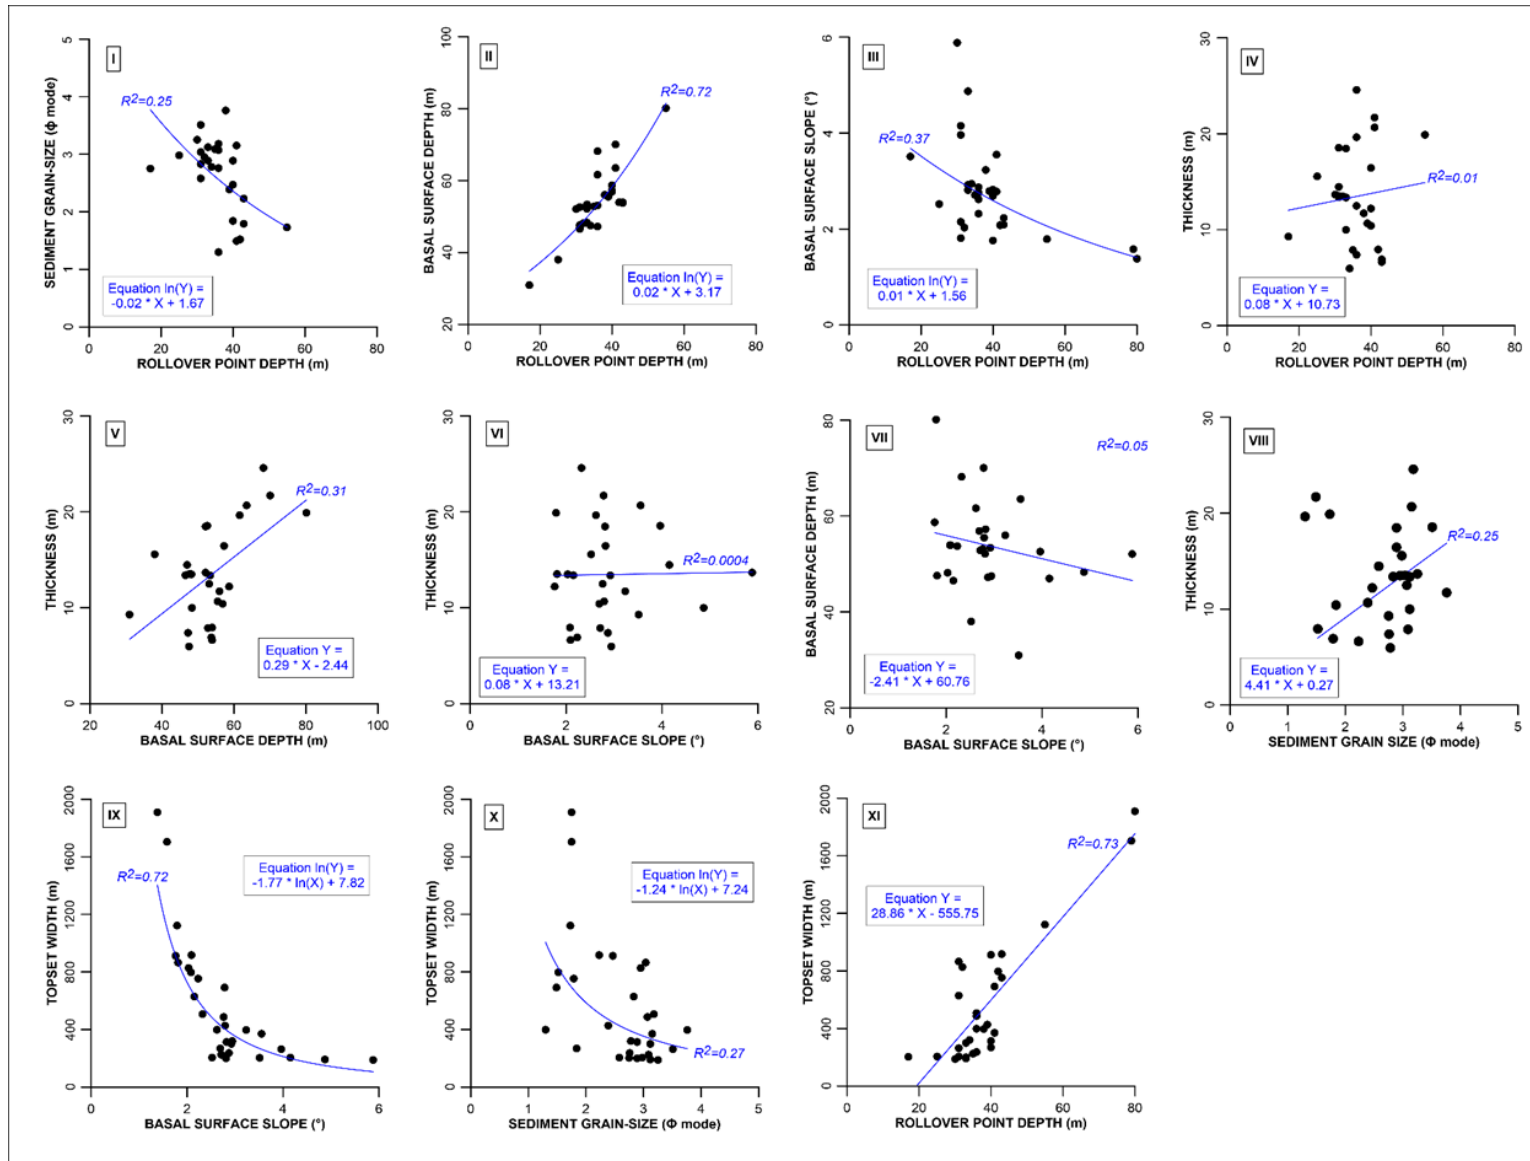 I
SEDIMENT GRAIN-SIZE (Φ mode)
5
4
3
2
1
0
R2=0.25
Equation ln(Y) =
-0.02 * X + 1.67
0 20 40 60 80
ROLLOVER POINT DEPTH (m)
II
BASAL SURFACE DEPTH (m)
100
80
60
40
20
R2=0.72
Equation ln(Y) =
0.02 * X + 3.17
0 20 40 60 80
ROLLOVER POINT DEPTH (m)
III
BASAL SURFACE SLOPE (°)
6
4
2
0
R2=0.37
Equation ln(Y) =
0.01 * X + 1.56
0 20 40 60 80
ROLLOVER POINT DEPTH (m)
IV
THICKNESS (m)
30
20
10
0
R2=0.01
Equation Y =
0.08 * X + 10.73
0 20 40 60 80
ROLLOVER POINT DEPTH (m)
V
THICKNESS (m)
30
20
10
0
R2=0.31
Equation Y =
0.29 * X - 2.44
20 40 60 80 100
BASAL SURFACE DEPTH (m)
VI
THICKNESS (m)
30
20
10
0
R2=0.0004
Equation Y =
0.08 * X + 13.21
0 2 4 6
BASAL SURFACE SLOPE (°)
VII
BASAL SURFACE DEPTH (m)
80
60
40
20
R2=0.05
Equation Y =
-2.41 * X + 60.76
0 2 4 6
BASAL SURFACE SLOPE (°)
VIII
THICKNESS (m)
30
20
10
0
R2=0.25
Equation Y =
4.41 * X + 0.27
0 1 2 3 4 5
SEDIMENT GRAIN SIZE (Φ mode)
IX
TOPSET WIDTH (m)
2000
1600
1200
800
400
0
R2=0.72
Equation ln(Y) =
-1.77 * ln(X) + 7.82
0 2 4 6
BASAL SURFACE SLOPE (°)
X
TOPSET WIDTH (m)
2000
1600
1200
800
400
0
Equation ln(Y) =
-1.24 * ln(X) + 7.24
R2=0.27
0 1 2 3 4 5
SEDIMENT GRAIN-SIZE (Φ mode)
XI
TOPSET WIDTH (m)
2000
1600
1200
800
400
0
R2=0.73
Equation Y =
28.86 * X - 555.75
0 20 40 60 80
ROLLOVER POINT DEPTH (m)